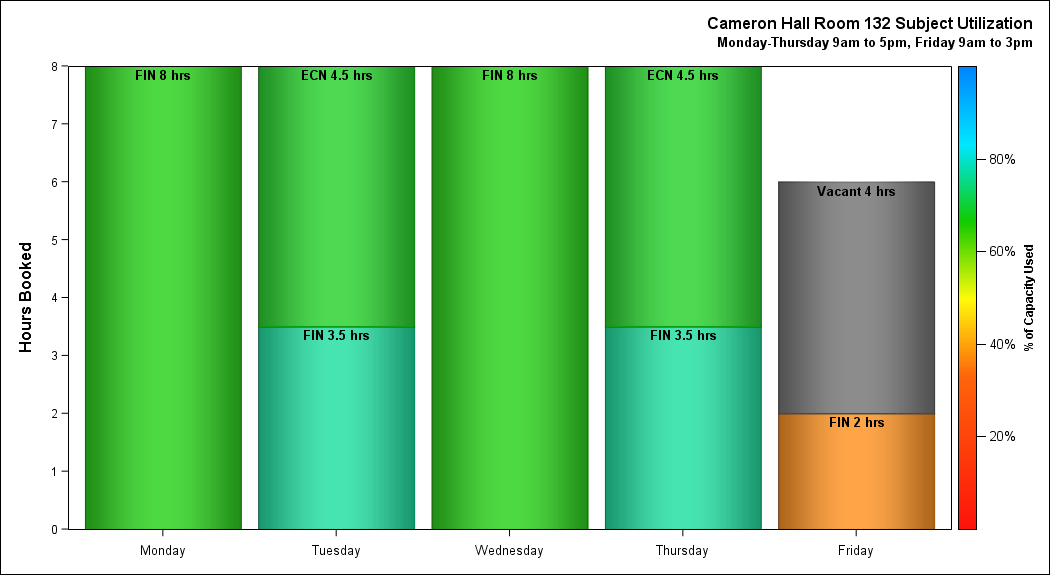 Cameron Hall Room 132 Subject Utilization
Monday-Thursday 9am to 5pm, Friday 9am to 3pm
Hours Booked
8
7
6
5
4
3
2
1
0
FIN 8 hrs
ECN 4.5 hrs
FIN 3.5 hrs
FIN 8 hrs
ECN 4.5 hrs
FIN 3.5 hrs
Vacant 4 hrs
FIN 2 hrs
Monday
Tuesday
Wednesday
Thursday
Friday
80%
60%
40%
20%
% of Capacity Used